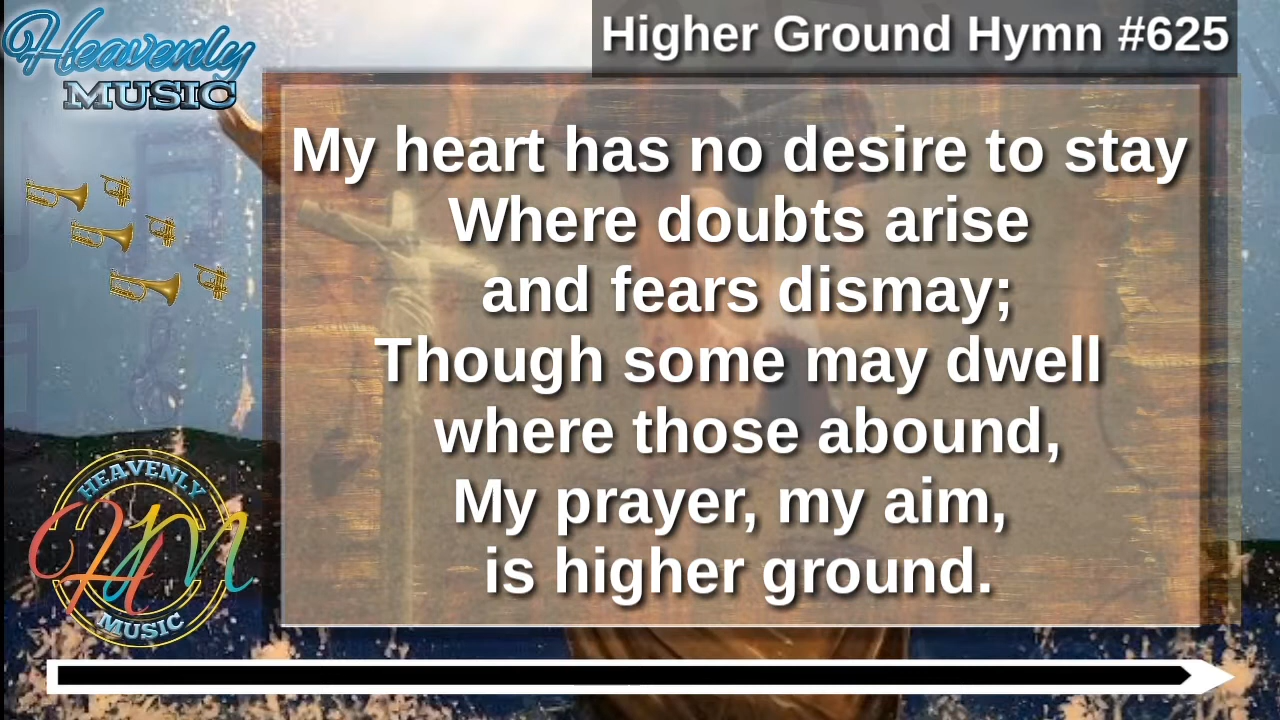 Heavenly
MUSIC
Higher Ground Hymn #625
My heart has no desire to stay
Where doubts arise
and fears dismay;
Though some may dwell
where those abound,
My prayer, my aim,
is higher ground.
HEAVENLY
HM
MUSIC